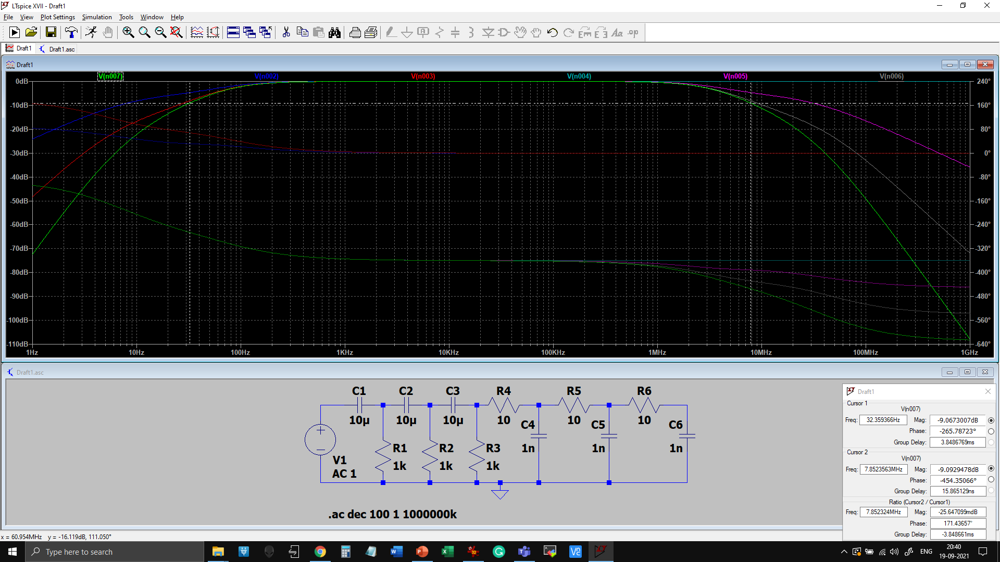 LTspice XVII - Draft1
File View Plot Settings Simulation Tools Window Help
Draft1 Draft1.asc
Draft1
V(n007) V(n002) V(n003) V(n004) V(n005) V(n006)
0dB 240°
-10dB 160°
-20dB 80°
-30dB 0°
-40dB -80°
-50dB -160°
-60dB -240°
-70dB -320°
-80dB -400°
-90dB -480°
-100dB -560°
-110dB -640°
1Hz 10Hz 100Hz 1KHz 10KHz 100KHz 1MHz 10MHz 100MHz 1GHz
Draft1.asc
C1 C2 C3 R4 R5 R6
10µ 10µ 10µ 10 10 10
C4 C5 C6
R1 R2 R3 1n 1n 1n
V1 1k 1k 1k
AC 1
.ac dec 100 1 1000000k
Draft1
Cursor 1
V(n007)
Freq: 32.359366Hz Mag: -9.0673007dB
Phase: -265.78723°
Group Delay: 3.8486769ms
Cursor 2
V(n007)
Freq: 7.8523563MHz Mag: -9.0929478dB
Phase: -454.35066°
Group Delay: 15.865129ns
Ratio (Cursor2 / Cursor1)
Freq: 7.852324MHz Mag: -25.647099mdB
Phase: 171.43657°
Group Delay: -3.848661ms
x = 60.954MHz y = -16.119dB, 111.050°
Type here to search
ENG
20:40
19-09-2021